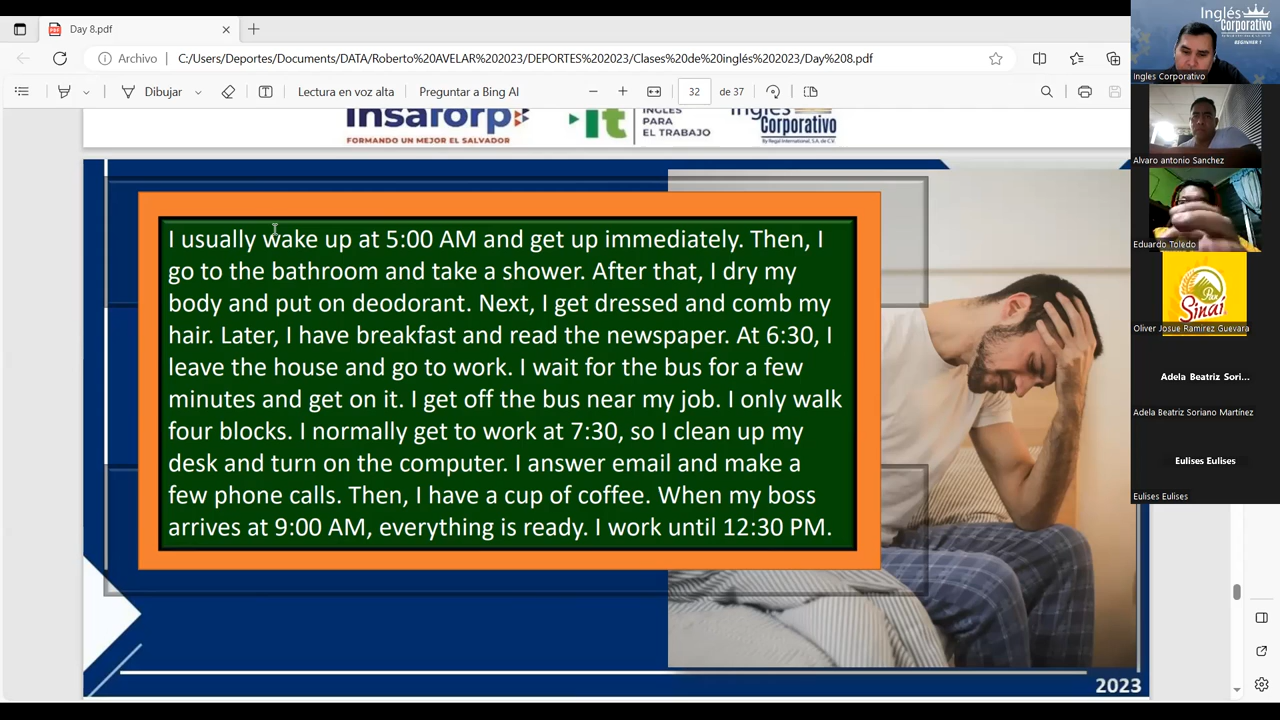 Day 8.pdf
Archivo
C:/Users/Deportes/Documents/DATA/Roberto%20AVELAR%202023/DEPORTES%202023/Clases%20de%20inglés%202023/Day%208.pdf
Dibujar
Lectura en voz alta
Preguntar a Bing AI
32
de 37
Insaforp
FORMANDO UN MEJOR EL SALVADOR
it
INGLÉS
PARA
EL TRABAJO
Inglés
Corporativo
By Regal International, S.A. de C.V.
I usually wake up at 5:00 AM and get up immediately. Then, I
go to the bathroom and take a shower. After that, I dry my
body and put on deodorant. Next, I get dressed and comb my
hair. Later, I have breakfast and read the newspaper. At 6:30, I
leave the house and go to work. I wait for the bus for a few
minutes and get on it. I get off the bus near my job. I only walk
four blocks. I normally get to work at 7:30, so I clean up my
desk and turn on the computer. I answer email and make a
few phone calls. Then, I have a cup of coffee. When my boss
arrives at 9:00 AM, everything is ready. I work until 12:30 PM.
2023
Inglés
Corporativo
BEGINNER 1
Ingles Corporativo
Alvaro antonio Sanchez
Eduardo Toledo
Pan
Sinaí
Oliver Josue Ramirez Guevara
Adela Beatriz Sori...
Adela Beatriz Soriano Martínez
Eulises Eulises
Eulises Eulises